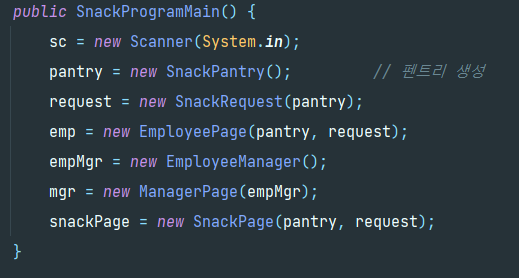 public SnackProgramMain() {
sc = new Scanner(System.in);
pantry = new SnackPantry(); // 펜트리 생성
request = new SnackRequest(pantry);
emp = new EmployeePage(pantry, request);
empMgr = new EmployeeManager();
mgr = new ManagerPage(empMgr);
snackPage = new SnackPage(pantry, request);
}